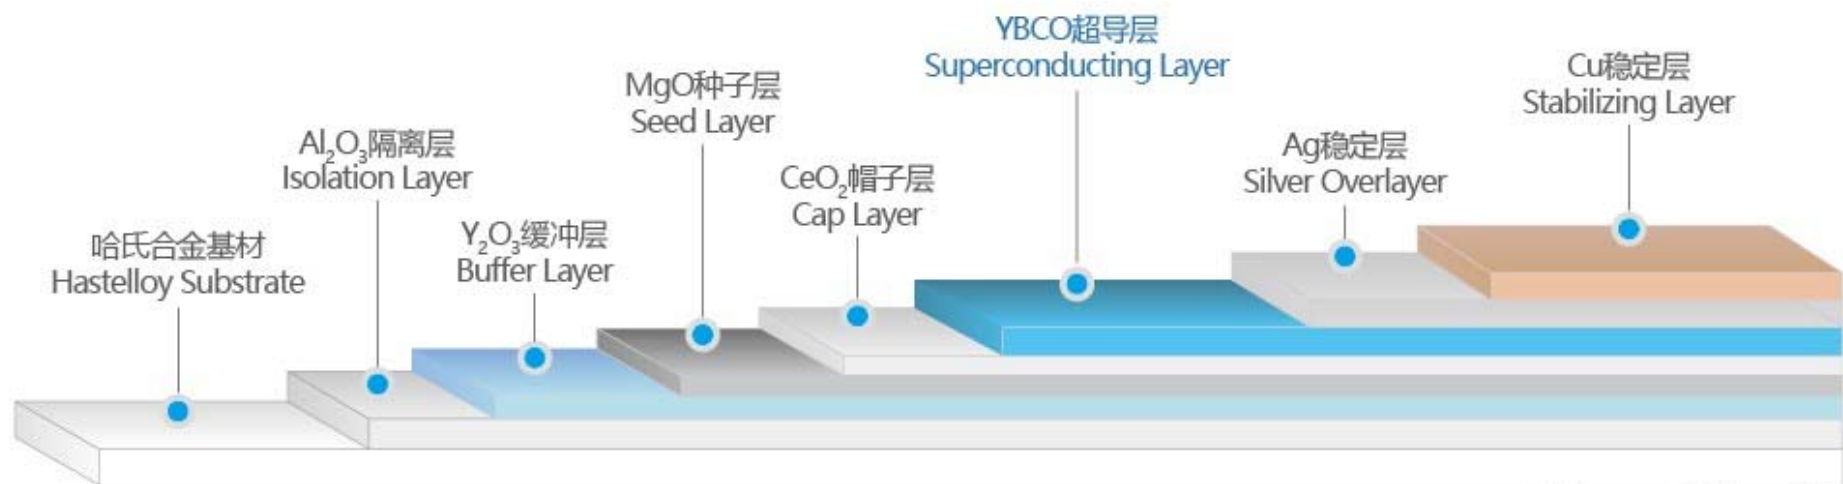 哈氏合金基材
Hastelloy Substrate
Al₂O₃隔离层
Isolation Layer
Y₂O₃缓冲层
Buffer Layer
MgO种子层
Seed Layer
CeO₂帽子层
Cap Layer
YBCO超导层
Superconducting Layer
Ag稳定层
Silver Overlayer
Cu稳定层
Stabilizing Layer